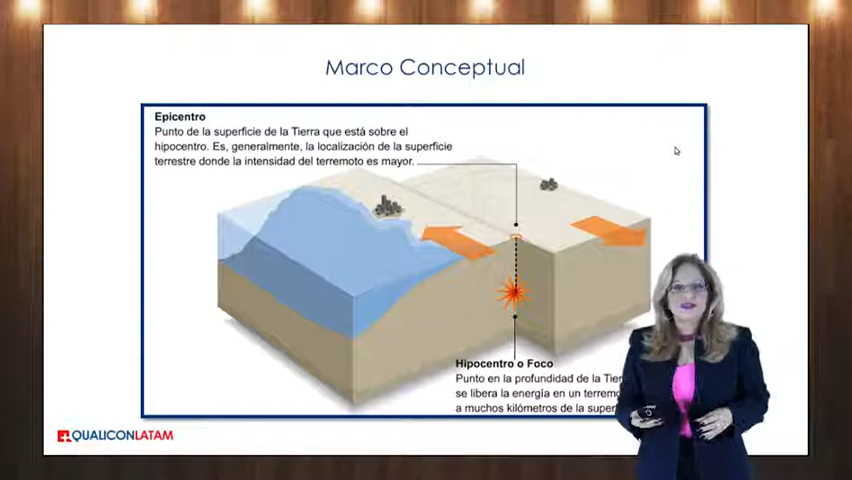 Marco Conceptual
Epicentro
Punto de la superficie de la Tierra que está sobre el
hipocentro. Es, generalmente, la localización de la superficie
terrestre donde la intensidad del terremoto es mayor.
Hipocentro o Foco
Punto en la profundidad de la
se libera la energía en un
a muchos kilómetros de la
QUALICONLATAM